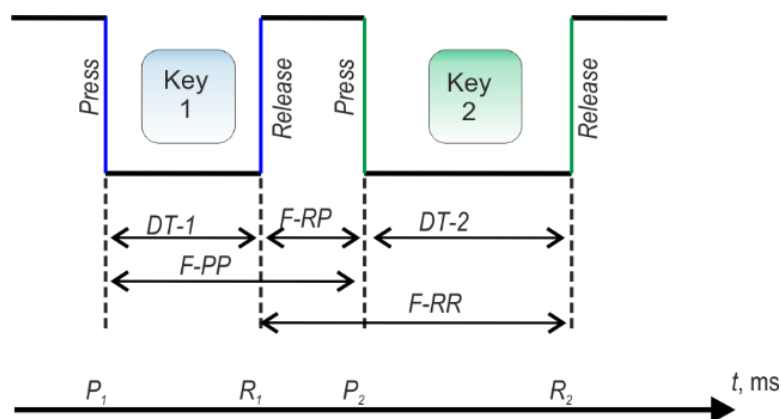 Press
Key
1
Release
Press
Key
2
Release
DT-1
F-RP
DT-2
F-PP
F-RR
P1
R1
P2
R2
t, ms